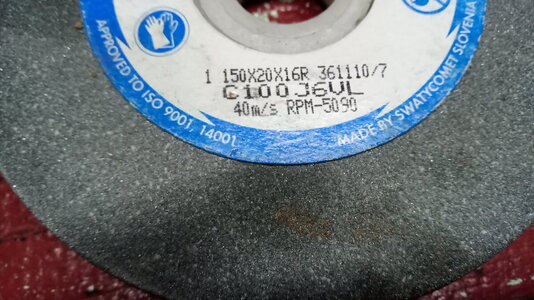 1 150X20X16R 361110/7
C100J6VL
40m/s RPM-5090
APPROVED TO ISO 9001, 14001
MADE BY SWATYCOMET SLOVENIA